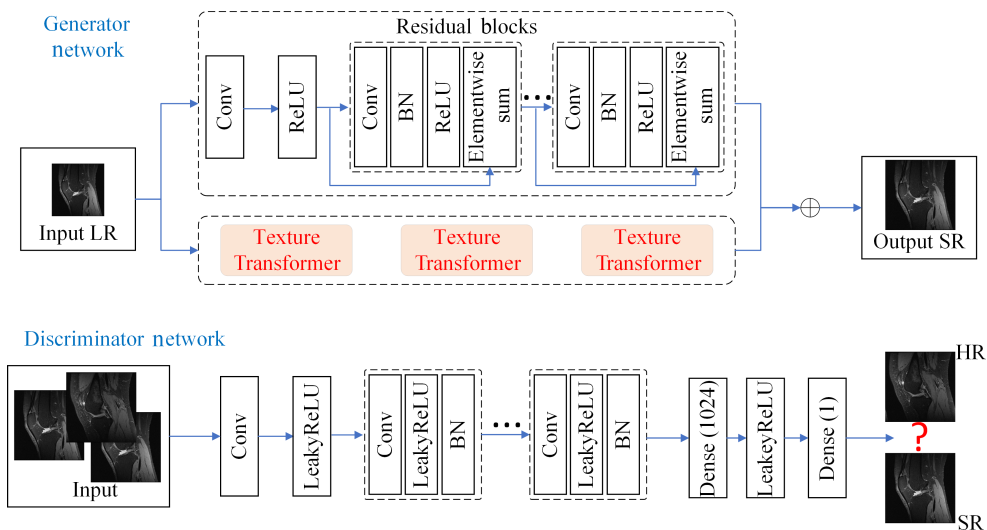 Generator
network
Residual blocks
Conv
ReLU
Conv
BN
ReLU
Elementwise
sum
...
Conv
BN
ReLU
Elementwise
sum
Input LR
Output SR
Texture
Transformer
Texture
Transformer
Texture
Transformer
Discriminator network
Input
Conv
LeakyReLU
Conv
LeakyReLU
BN
...
Conv
LeakyReLU
BN
Dense (1024)
LeakeyReLU
Dense (1)
HR
?
SR